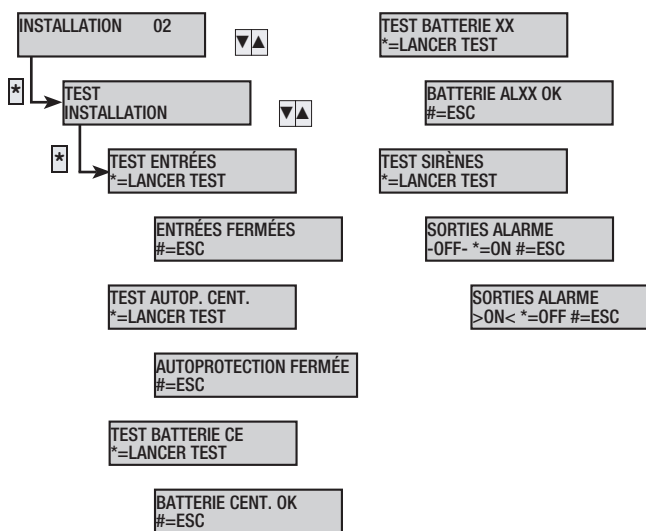 INSTALLATION 02
▼▲
*
TEST
INSTALLATION
▼▲
*
TEST ENTRÉES
*=LANCER TEST
ENTRÉES FERMÉES
#=ESC
TEST AUTOP. CENT.
*=LANCER TEST
AUTOPROTECTION FERMÉE
#=ESC
TEST BATTERIE CE
*=LANCER TEST
BATTERIE CENT. OK
#=ESC
TEST BATTERIE XX
*=LANCER TEST
BATTERIE ALXX OK
#=ESC
TEST SIRÈNES
*=LANCER TEST
SORTIES ALARME
-OFF- *=ON #=ESC
SORTIES ALARME
>ON< *=OFF #=ESC